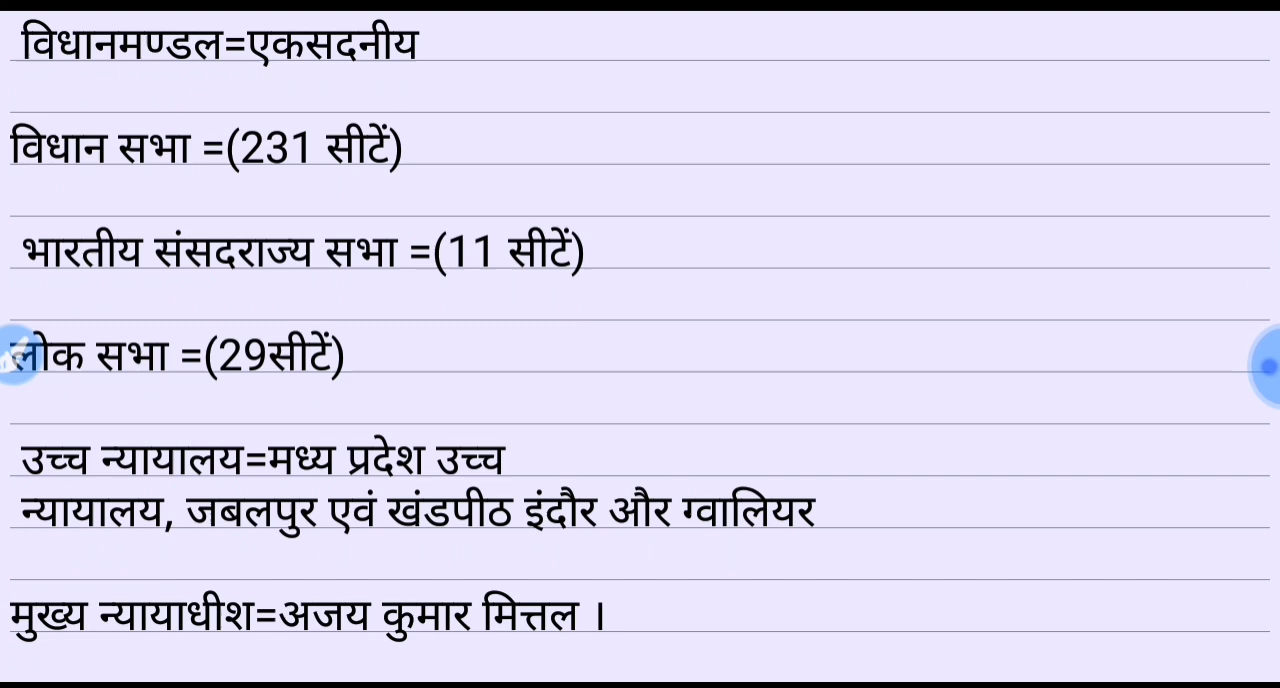 विधानमण्डल=एकसदनीय
विधान सभा =(231 सीटें)
भारतीय संसदराज्य सभा =(11 सीटें)
लोक सभा =(29सीटें)
उच्च न्यायालय=मध्य प्रदेश उच्च
न्यायालय, जबलपुर एवं खंडपीठ इंदौर और ग्वालियर
मुख्य न्यायाधीश=अजय कुमार मित्तल ।